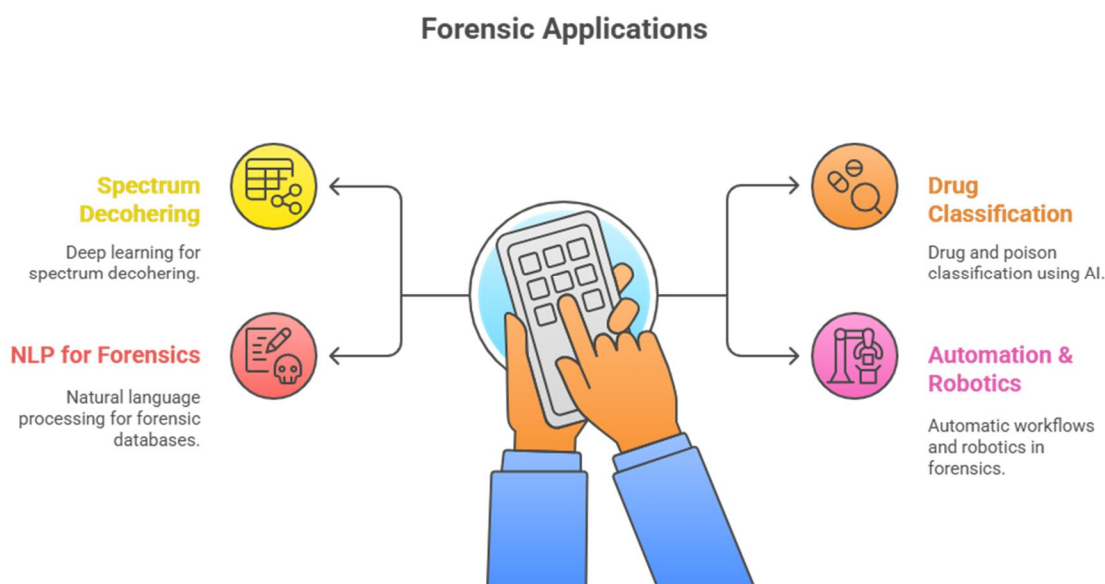 Forensic Applications
Spectrum
Decohering
Deep learning for
spectrum decohering.
NLP for Forensics
Natural language
processing for forensic
databases.
Drug
Classification
Drug and poison
classification using AI.
Automation &
Robotics
Automatic workflows
and robotics in
forensics.